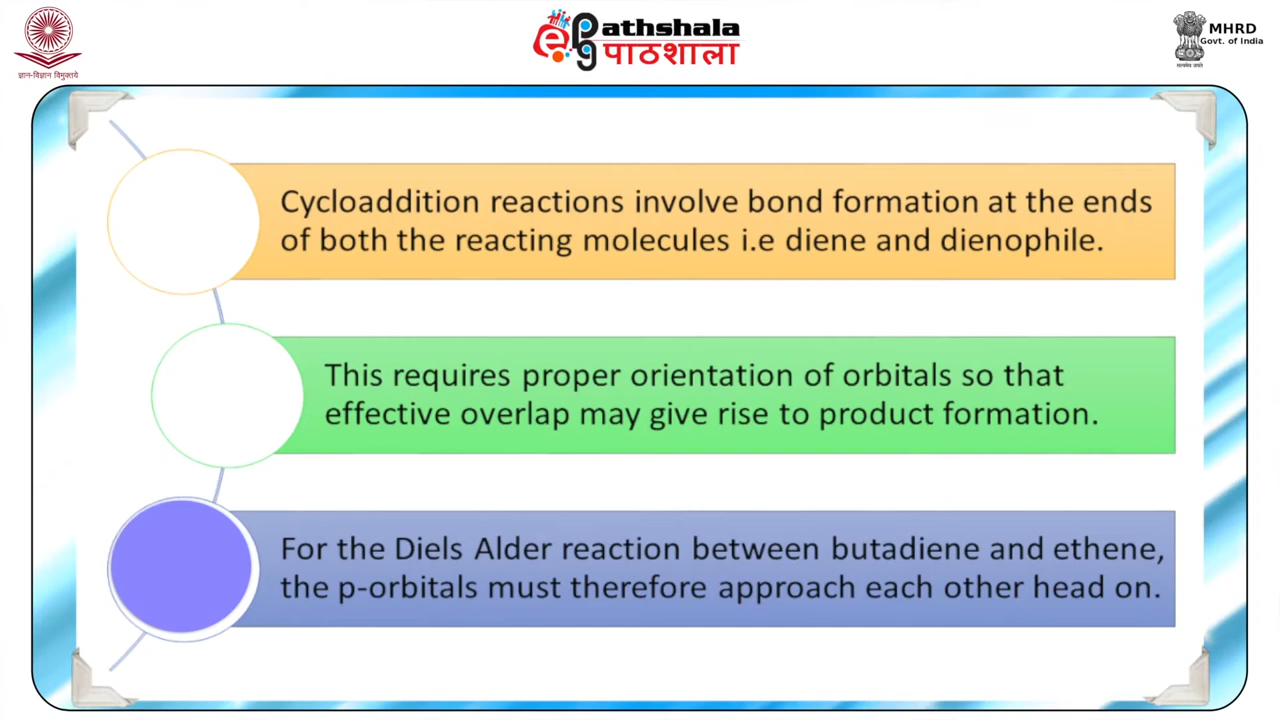 ज्ञान-विज्ञान विमुक्तये
epathshala
पाठशाला
MHRD
Govt. of India
सत्यमेव जयते
Cycloaddition reactions involve bond formation at the ends
of both the reacting molecules i.e diene and dienophile.
This requires proper orientation of orbitals so that
effective overlap may give rise to product formation.
For the Diels Alder reaction between butadiene and ethene,
the p-orbitals must therefore approach each other head on.